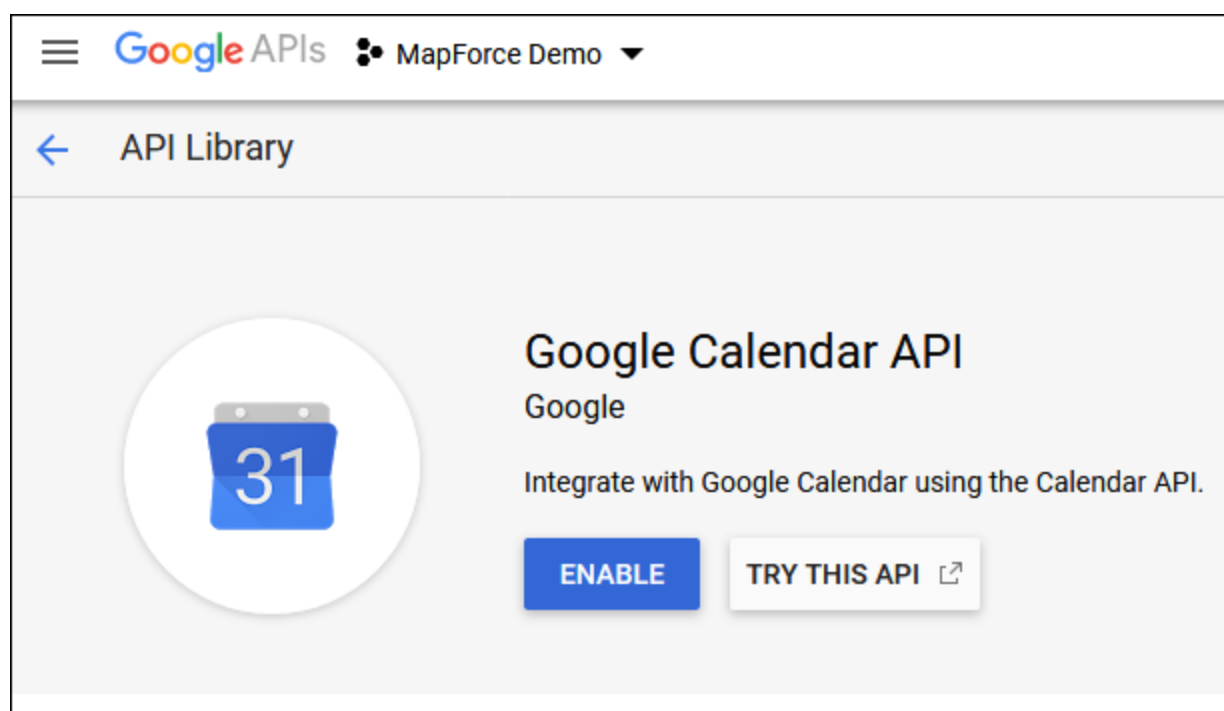 Google APIs MapForce Demo
API Library
31
Google Calendar API
Google
Integrate with Google Calendar using the Calendar API.
ENABLE TRY THIS API